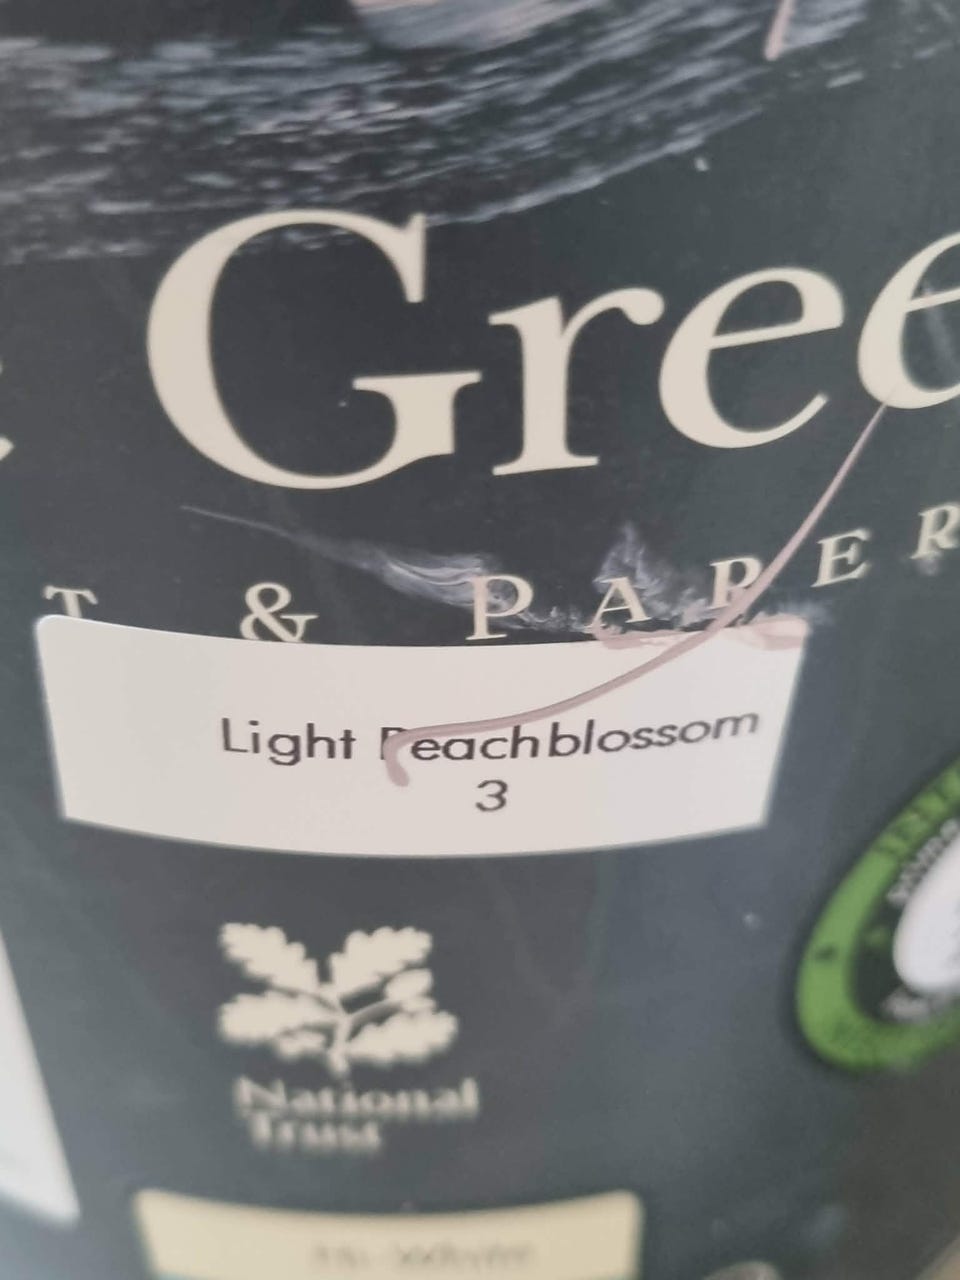 Gree
T & PAPER
Light Peachblossom
3
National
Trust